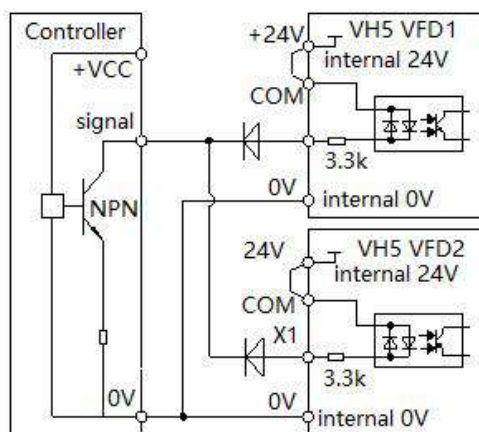 Controller
+VCC
signal
NPN
0V
+24V
VH5 VFD1
internal 24V
COM
3.3k
0V
internal 0V
24V
VH5 VFD2
internal 24V
COM
X1
3.3k
0V
internal 0V